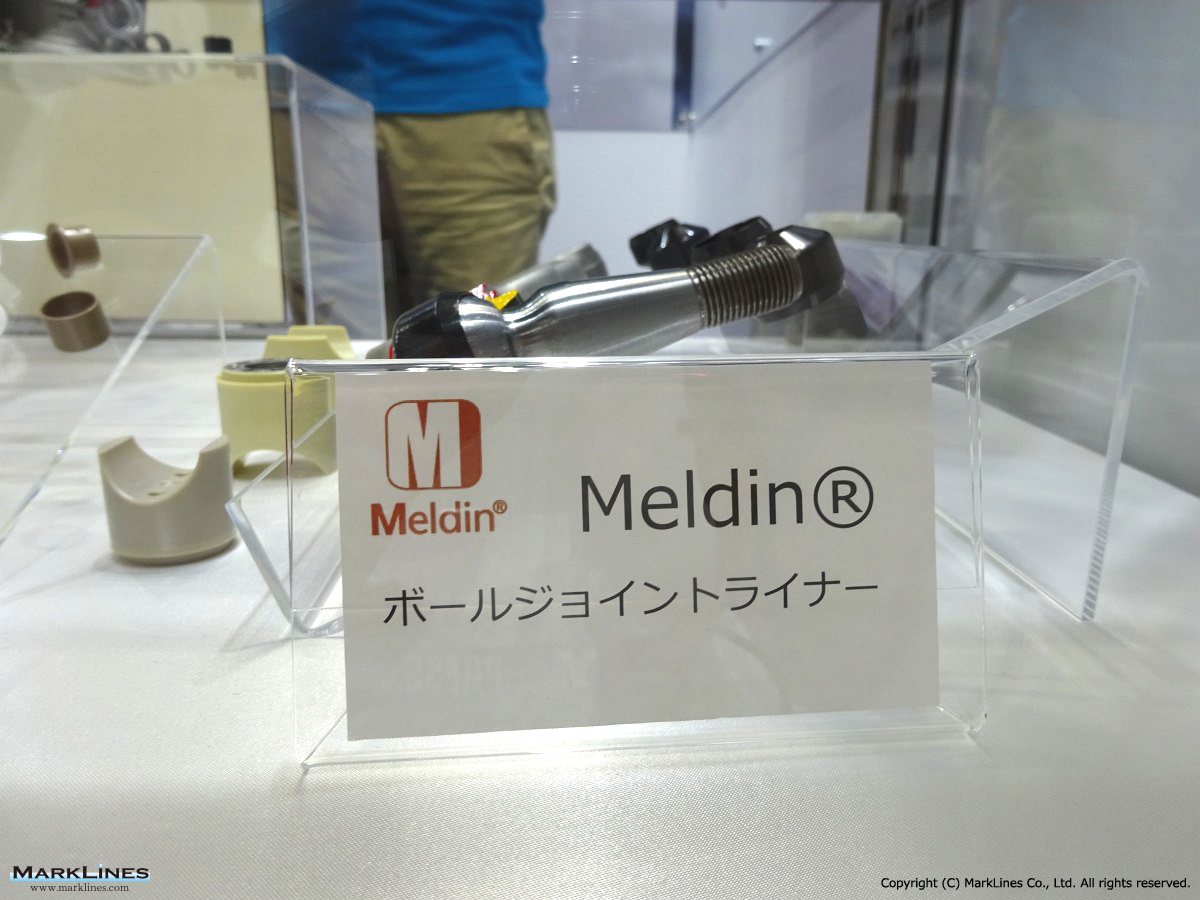 M
Meldin®
Meldin®
ボールジョイントライナー
MARKLINES
www.marklines.com
Copyright (C) MarkLines Co., Ltd. All rights reserved.